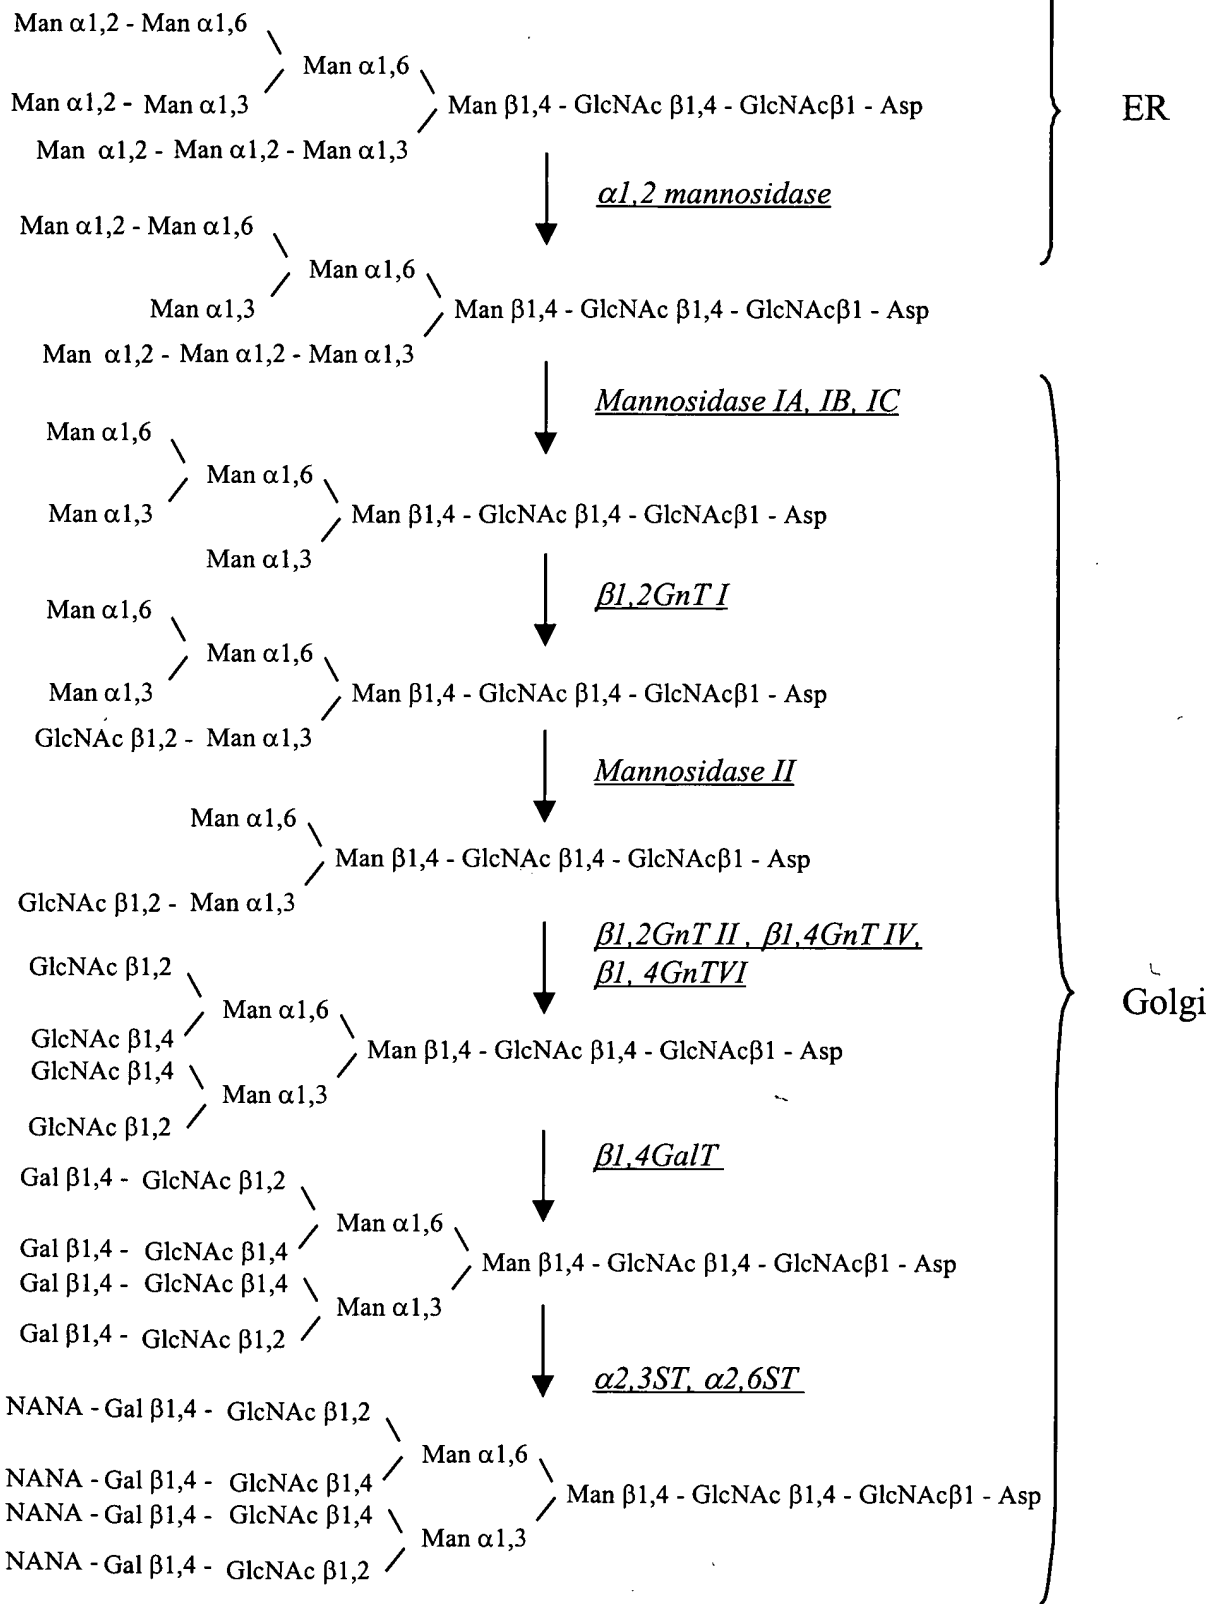 Man α1,2 - Man α1,6
Man α1,6
Man α1,2 - Man α1,3
Man β1,4 - GlcNAc β1,4 - GlcNAcβ1 - Asp
ER
Man α1,2 - Man α1,2 - Man α1,3
α1,2 mannosidase
Man α1,2 - Man α1,6
Man α1,6
Man α1,3
Man β1,4 - GlcNAc β1,4 - GlcNAcβ1 - Asp
Man α1,2 - Man α1,2 - Man α1,3
Mannosidase IA, IB, IC
Man α1,6
Man α1,6
Man α1,3
Man β1,4 - GlcNAc β1,4 - GlcNAcβ1 - Asp
Man α1,3
β1,2GnT I
Man α1,6
Man α1,6
Man α1,3
Man β1,4 - GlcNAc β1,4 - GlcNAcβ1 - Asp
GlcNAc β1,2 - Man α1,3
Mannosidase II
Man α1,6
Man β1,4 - GlcNAc β1,4 - GlcNAcβ1 - Asp
GlcNAc β1,2 - Man α1,3
β1,2GnT II , β1,4GnT IV,
β1, 4GnTVI
GlcNAc β1,2
Man α1,6
GlcNAc β1,4
Man β1,4 - GlcNAc β1,4 - GlcNAcβ1 - Asp
GlcNAc β1,4
Man α1,3
GlcNAc β1,2
Golgi
β1,4GalT
Gal β1,4 - GlcNAc β1,2
Man α1,6
Gal β1,4 - GlcNAc β1,4
Man β1,4 - GlcNAc β1,4 - GlcNAcβ1 - Asp
Gal β1,4 - GlcNAc β1,4
Man α1,3
Gal β1,4 - GlcNAc β1,2
α2,3ST, α2,6ST
NANA - Gal β1,4 - GlcNAc β1,2
Man α1,6
NANA - Gal β1,4 - GlcNAc β1,4
Man β1,4 - GlcNAc β1,4 - GlcNAcβ1 - Asp
NANA - Gal β1,4 - GlcNAc β1,4
Man α1,3
NANA - Gal β1,4 - GlcNAc β1,2